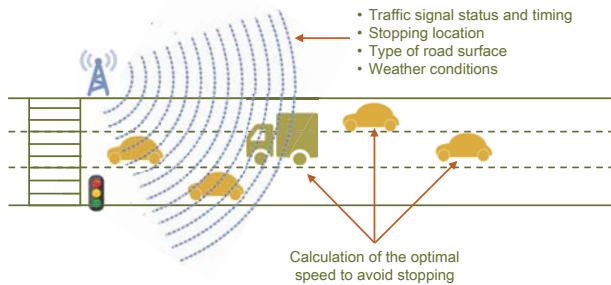 • Traffic signal status and timing
• Stopping location
• Type of road surface
• Weather conditions
Calculation of the optimal
speed to avoid stopping